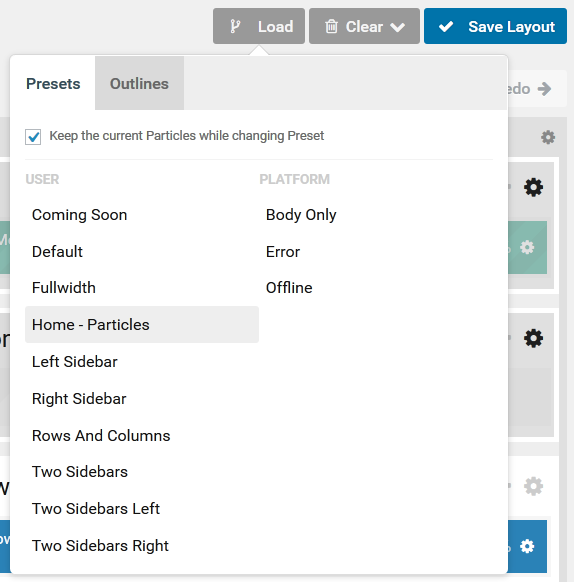 Load
Clear
Save Layout
Presets
Outlines
edo
Keep the current Particles while changing Preset
USER
PLATFORM
Coming Soon
Body Only
Default
Error
Fullwidth
Offline
Home - Particles
Left Sidebar
Right Sidebar
Rows And Columns
Two Sidebars
Two Sidebars Left
Two Sidebars Right